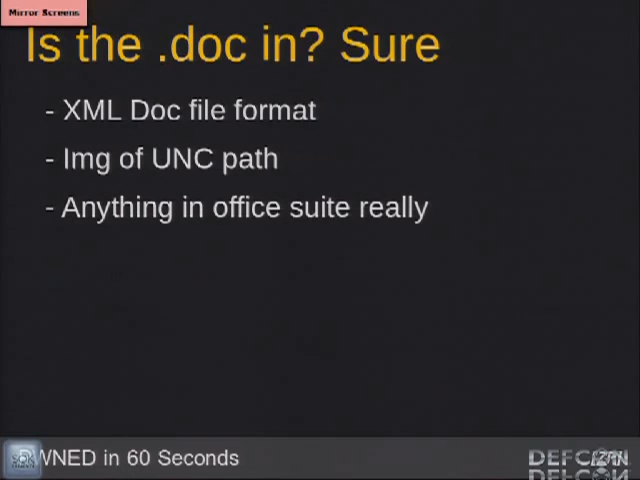 Mirror Screens
Is the .doc in? Sure
- XML Doc file format
- Img of UNC path
- Anything in office suite really
WNED in 60 Seconds
DEFCON